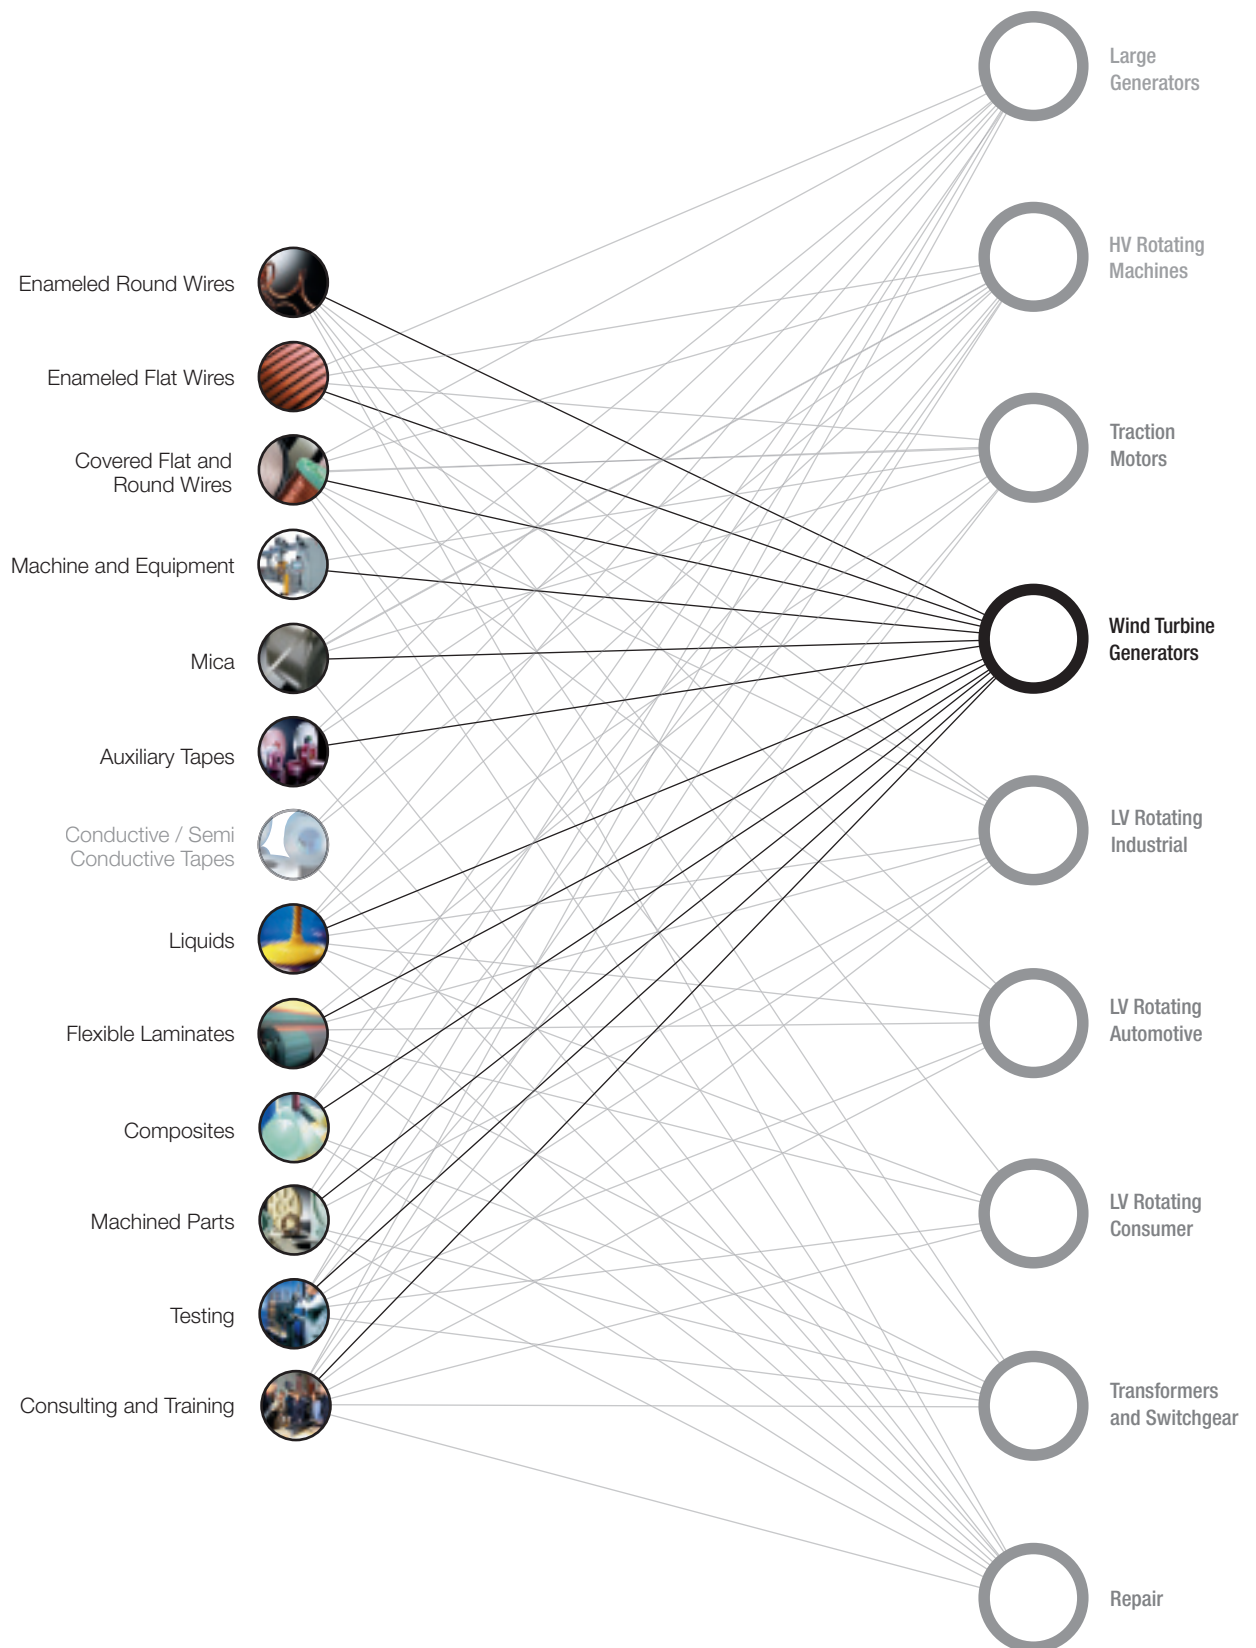 Enameled Round Wires
Enameled Flat Wires
Covered Flat and
Round Wires
Machine and Equipment
Mica
Auxiliary Tapes
Conductive / Semi
Conductive Tapes
Liquids
Flexible Laminates
Composites
Machined Parts
Testing
Consulting and Training
Large
Generators
HV Rotating
Machines
Traction
Motors
Wind Turbine
Generators
LV Rotating
Industrial
LV Rotating
Automotive
LV Rotating
Consumer
Transformers
and Switchgear
Repair